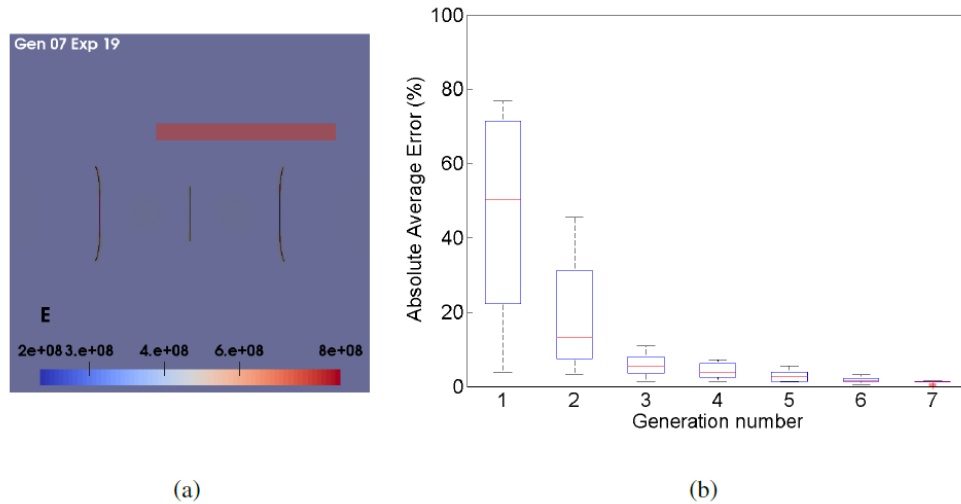 Gen 07 Exp 19
E
2e+08 3.e+08 4.e+08 6.e+08 8e+08
(a)
100
80
60
40
20
0
Absolute Average Error (%)
1 2 3 4 5 6 7
Generation number
(b)